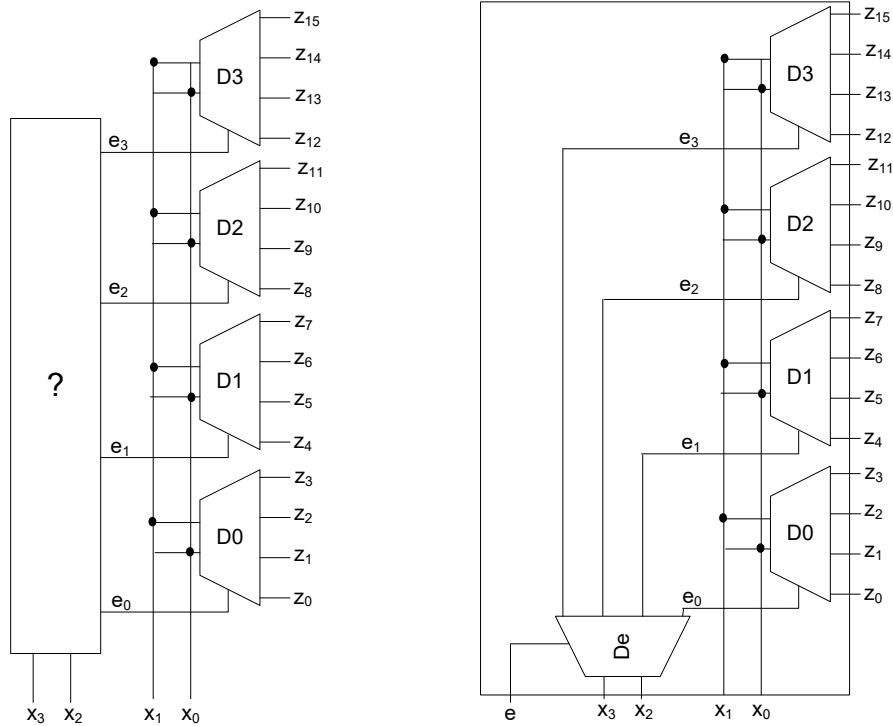 z₁₅
z₁₄
D3
z₁₃
z₁₂
e₃
z₁₁
z₁₀
D2
z₉
z₈
e₂
z₇
z₆
?
D1
z₅
z₄
e₁
z₃
z₂
D0
z₁
z₀
e₀
x₃ x₂ x₁ x₀
z₁₅
z₁₄
D3
z₁₃
z₁₂
e₃
z₁₁
z₁₀
D2
z₉
z₈
e₂
z₇
z₆
D1
z₅
z₄
e₁
z₃
z₂
D0
z₁
z₀
e₀
De
e x₃ x₂ x₁ x₀